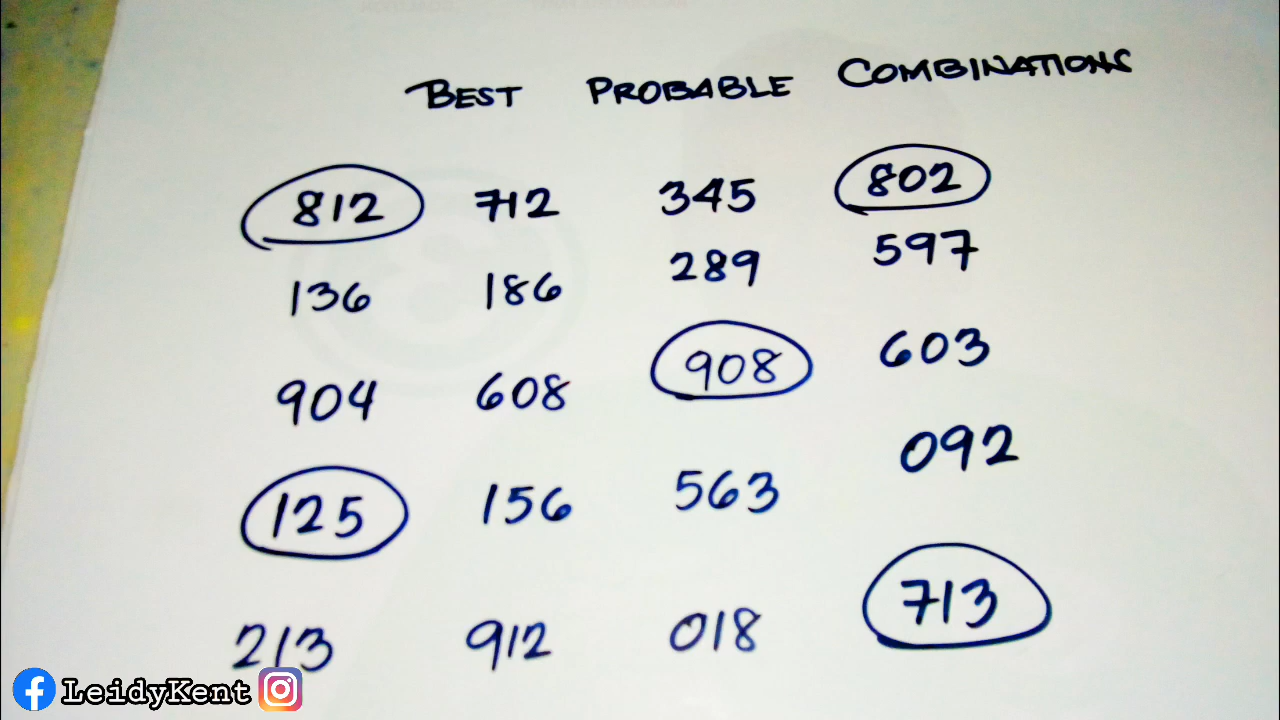 BEST PROBABLE COMBINATIONS
812 712 345 802
136 186 289 597
904 608 908 603
125 156 563 092
213 912 018 713
LeidyKent